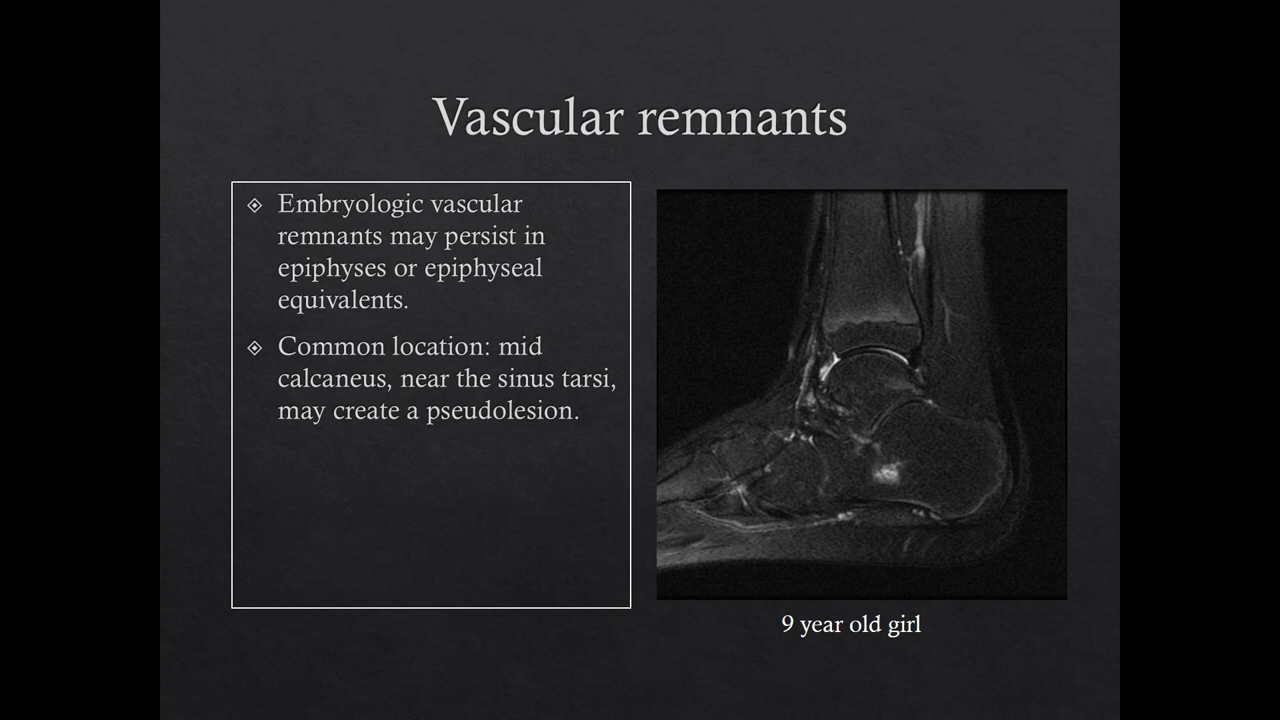 Vascular remnants
Embryologic vascular
remnants may persist in
epiphyses or epiphyseal
equivalents.
Common location: mid
calcaneus, near the sinus tarsi,
may create a pseudolesion.
9 year old girl